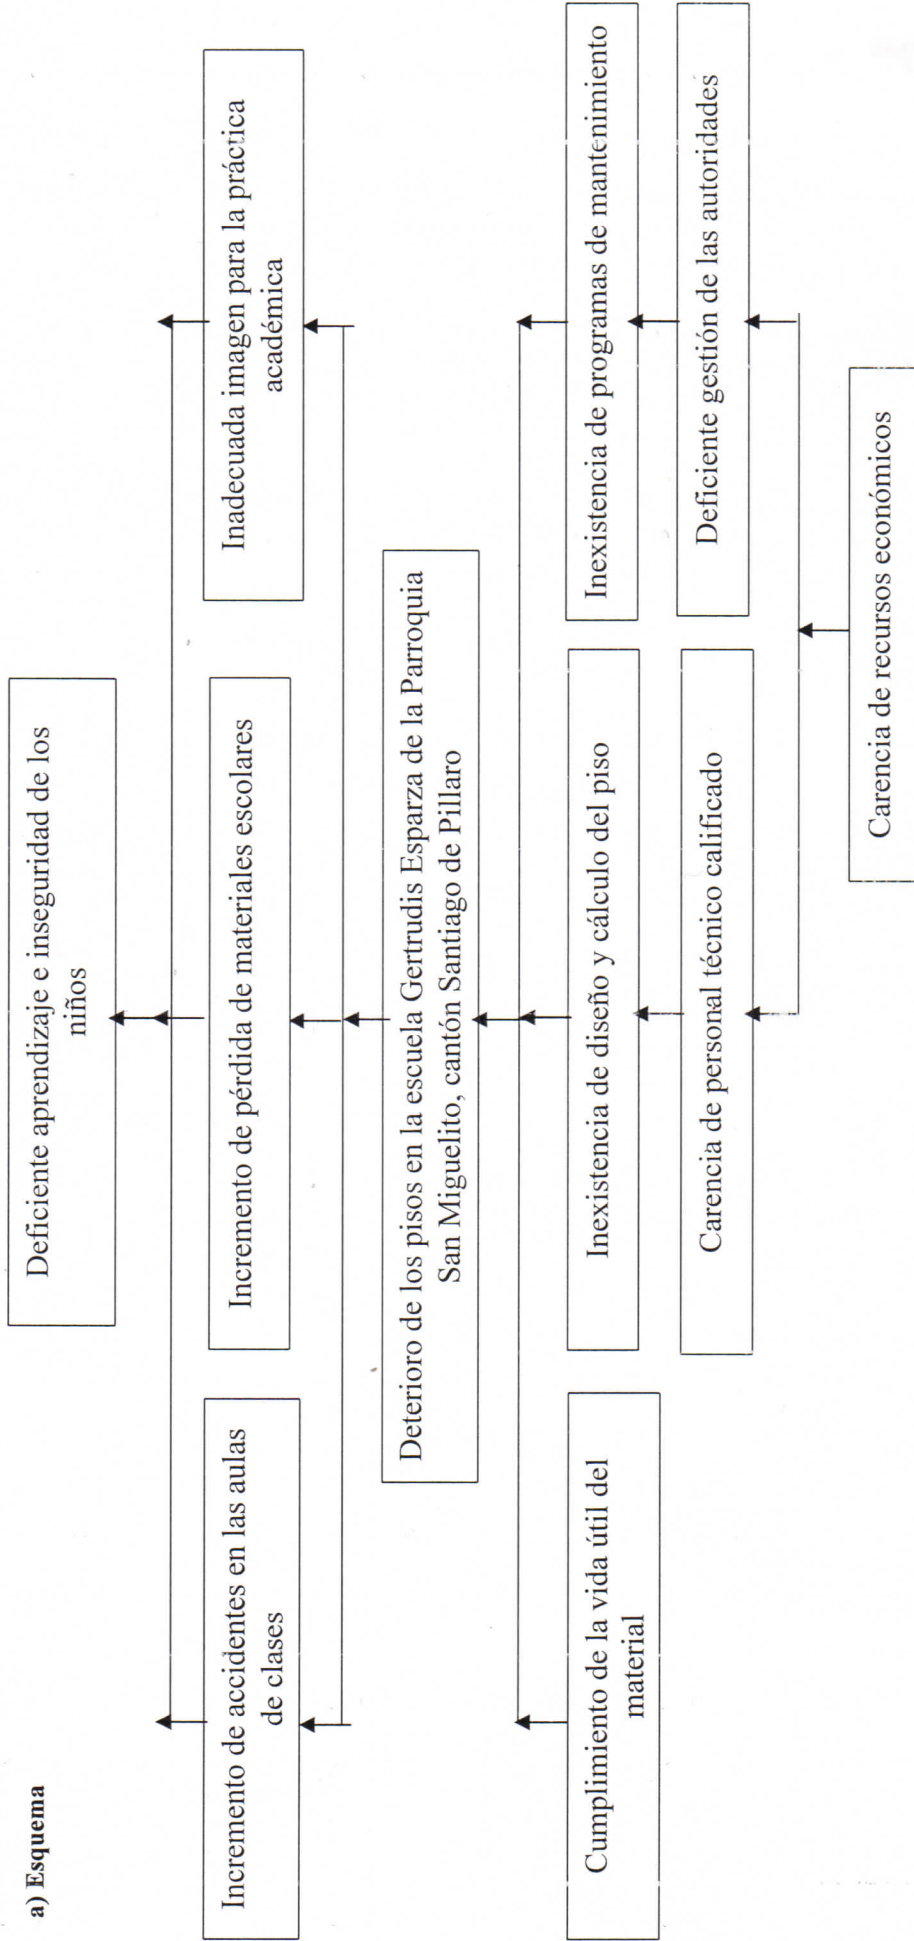 a) Esquema
Deficiente aprendizaje e inseguridad de los
niños
Incremento de accidentes en las aulas
de clases
Incremento de pérdida de materiales escolares
Inadecuada imagen para la práctica
académica
Deterioro de los pisos en la escuela Gertrudis Esparza de la Parroquia
San Miguelito, cantón Santiago de Pillaro
Cumplimiento de la vida útil del
material
Inexistencia de diseño y cálculo del piso
Inexistencia de programas de mantenimiento
Carencia de personal técnico calificado
Deficiente gestión de las autoridades
Carencia de recursos económicos